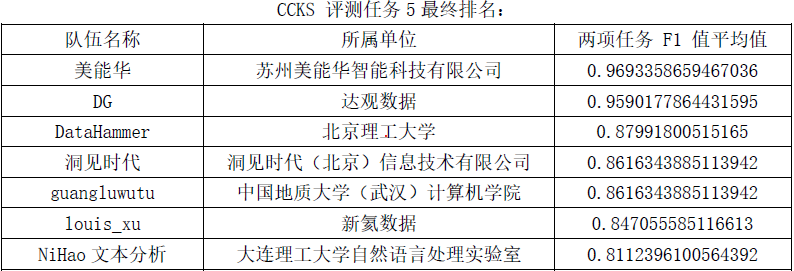 CCKS 评测任务5最终排名：
队伍名称 所属单位 两项任务 F1 值平均值
美能华 苏州美能华智能科技有限公司 0.9693358659467036
DG 达观数据 0.9590177864431595
DataHammer 北京理工大学 0.87991800515165
洞见时代 洞见时代（北京）信息技术有限公司 0.8616343885113942
guangluwutu 中国地质大学（武汉）计算机学院 0.8616343885113942
louis_xu 新氦数据 0.847055585116613
NiHao 文本分析 大连理工大学自然语言处理实验室 0.8112396100564392